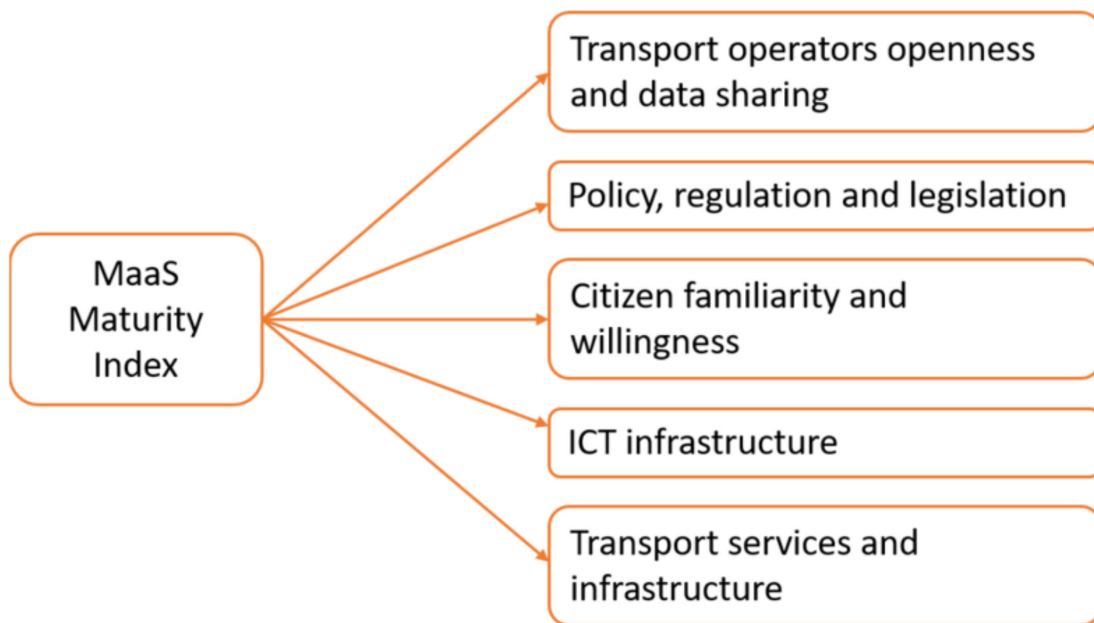 MaaS
Maturity
Index
Transport operators openness
and data sharing
Policy, regulation and legislation
Citizen familiarity and
willingness
ICT infrastructure
Transport services and
infrastructure